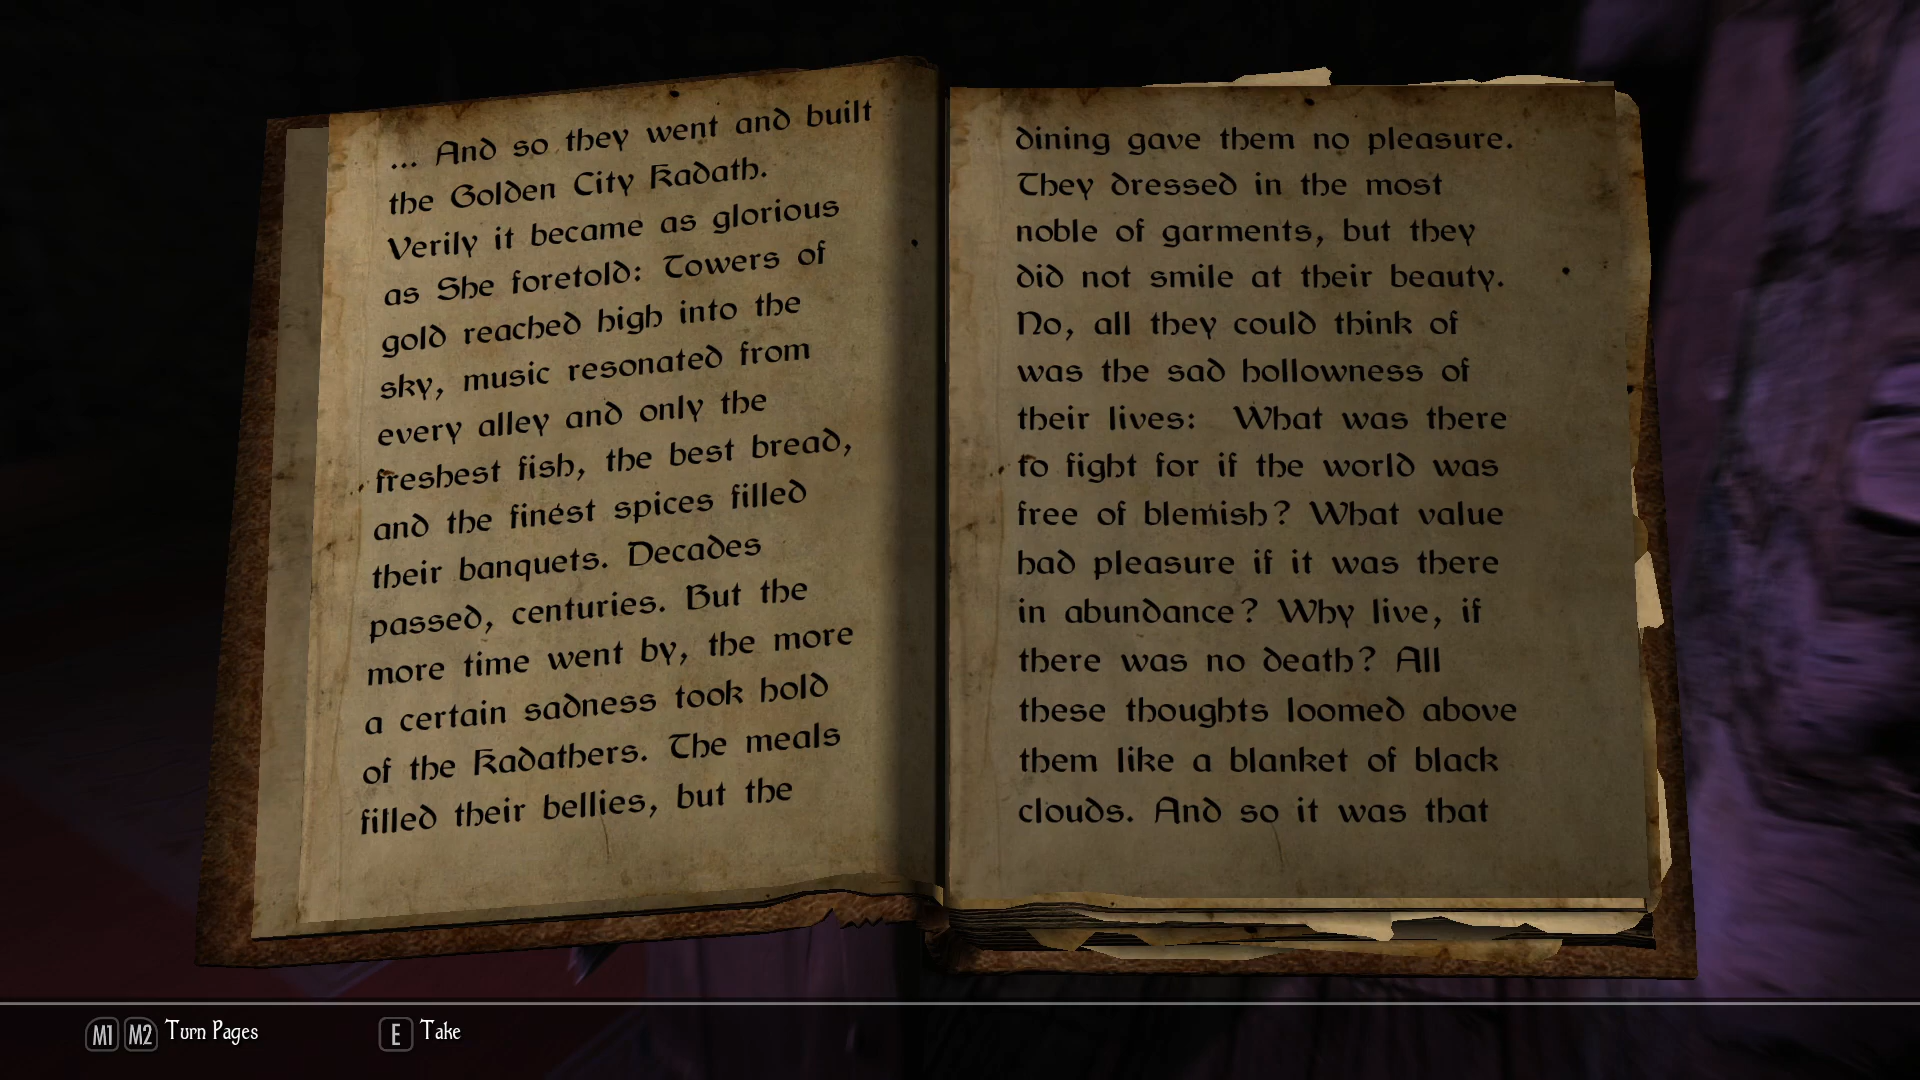 ... And so they went and built
the Golden City Kadath.
Verily it became as glorious
as She foretold: Towers of
gold reached high into the
sky, music resonated from
every alley and only the
freshest fish, the best bread,
and the finest spices filled
their banquets. Decades
passed, centuries. But the
more time went by, the more
a certain sadness took hold
of the Kadathers. The meals
filled their bellies, but the
dining gave them no pleasure.
They dressed in the most
noble of garments, but they
did not smile at their beauty.
No, all they could think of
was the sad hollowness of
their lives: What was there
to fight for if the world was
free of blemish? What value
had pleasure if it was there
in abundance? Why live, if
there was no death? All
these thoughts loomed above
them like a blanket of black
clouds. And so it was that
M1 M2 Turn Pages E Take